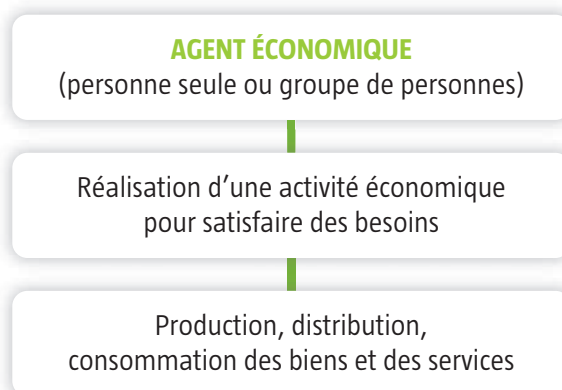 AGENT ÉCONOMIQUE
(personne seule ou groupe de personnes)
Réalisation d’une activité économique
pour satisfaire des besoins
Production, distribution,
consommation des biens et des services